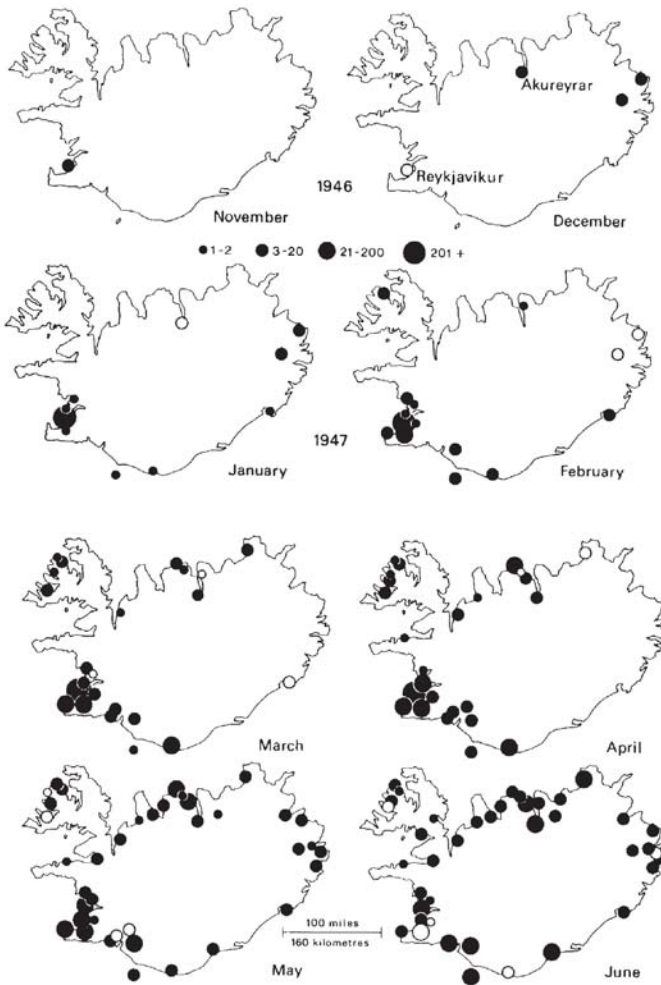 Akureyrar
Reykjavikur
1946
November
December
1-2 3-20 21-200 201 +
January
1947
February
March
April
100 miles
160 kilometres
May
June